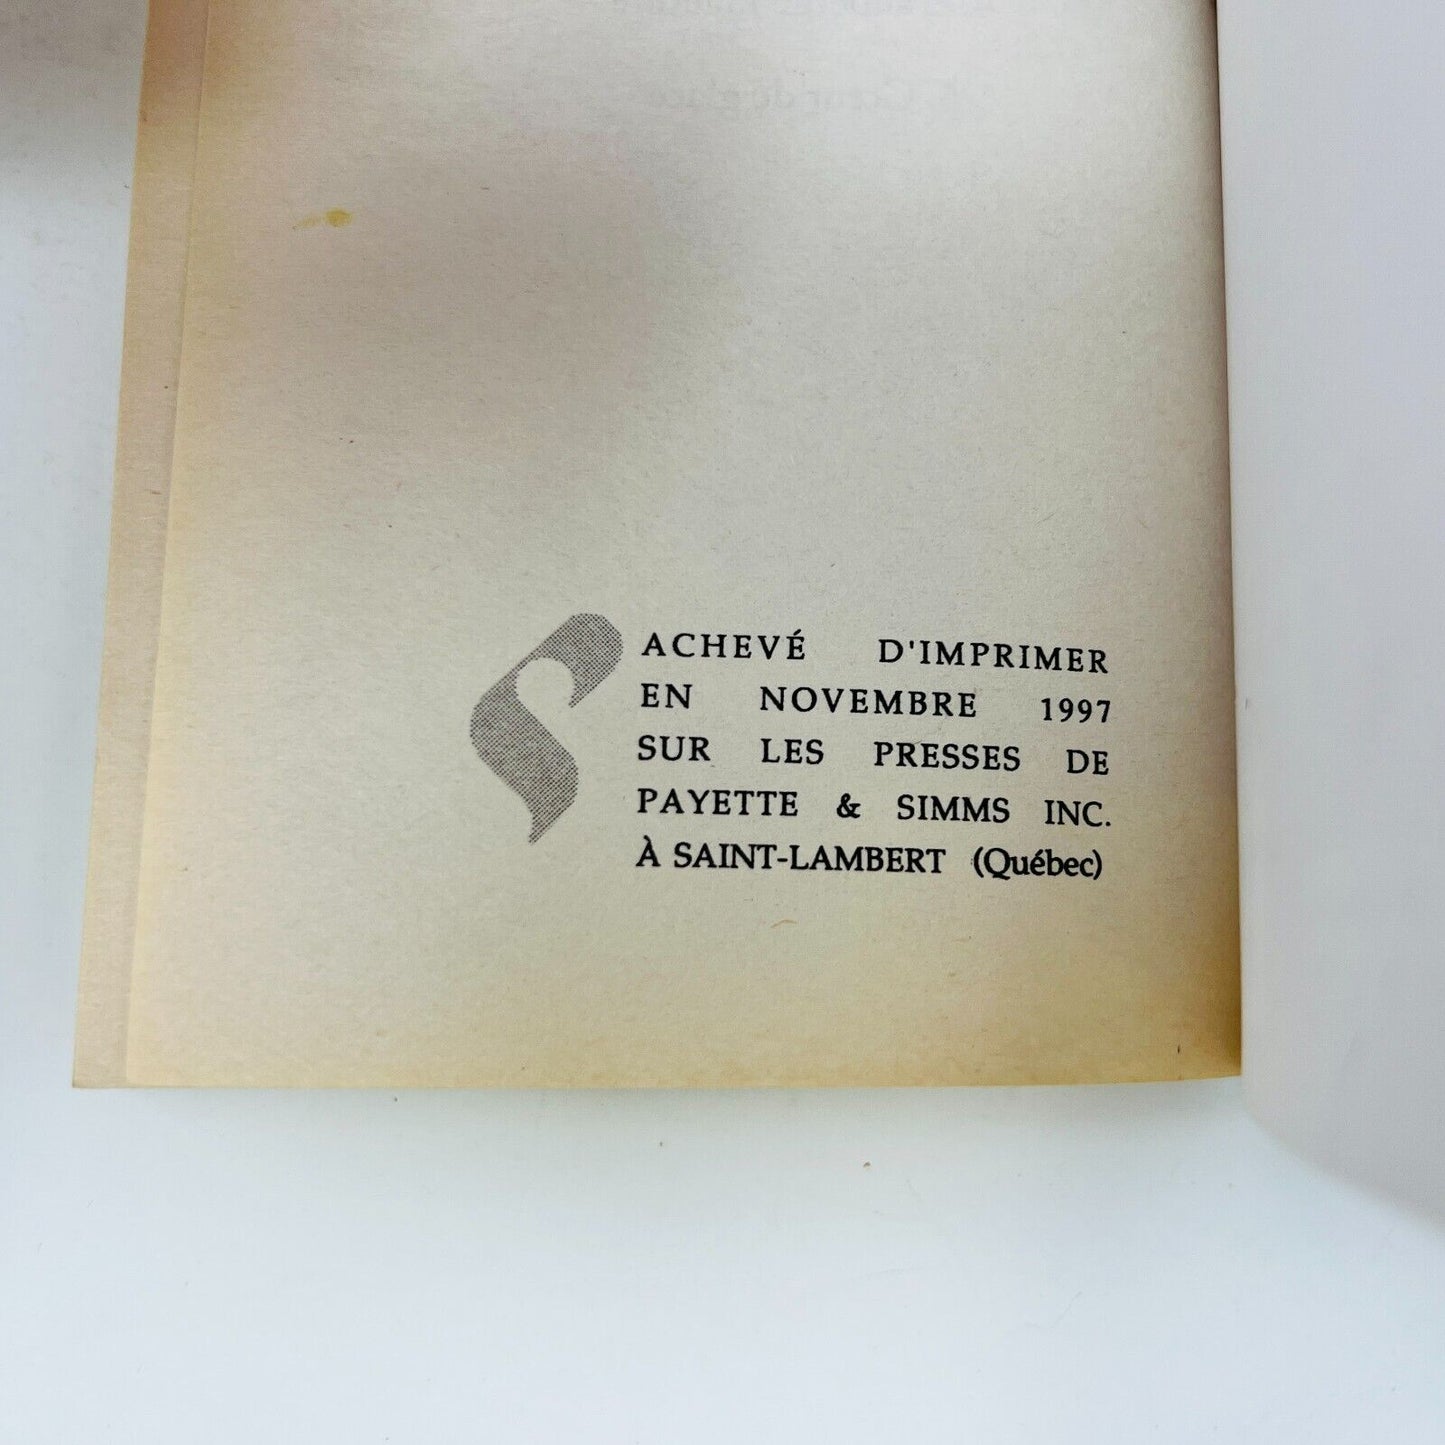 ACHEVÉ D'IMPRIMER
EN NOVEMBRE 1997
SUR LES PRESSES DE
PAYETTE & SIMMS INC.
À SAINT-LAMBERT (Québec)